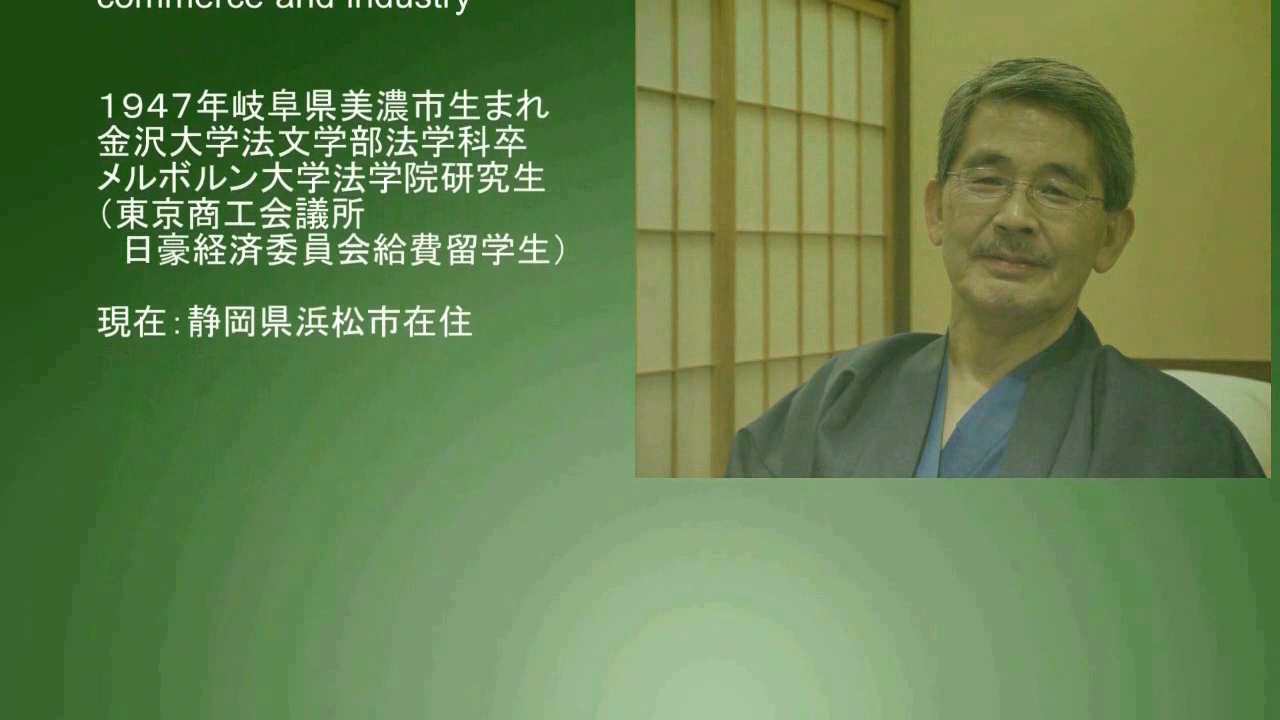 commerce and industry
１９４７年岐阜県美濃市生まれ
金沢大学法文学部法学科卒
メルボルン大学法学院研究生
（東京商工会議所
　日豪経済委員会給費留学生）
現在：静岡県浜松市在住